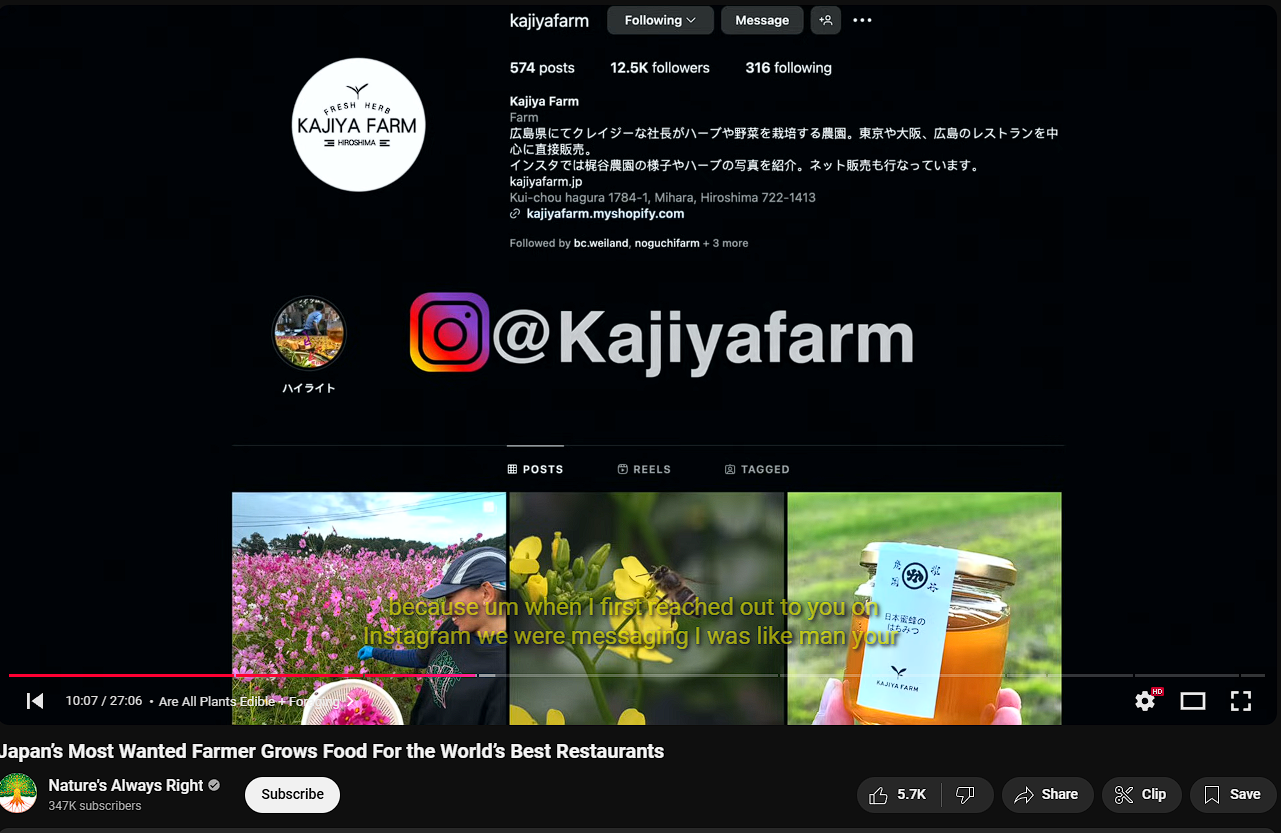 kajiyafarm Following Message
574 posts 12.5K followers 316 following
FRESH HERB
KAJIYA FARM
HIROSHIMA
Kajiya Farm
Farm
広島県にてクレイジーな社長がハーブや野菜を栽培する農園。東京や大阪、広島のレストランを中
心に直接販売。
インスタでは梶谷農園の様子やハーブの写真を紹介。ネット販売も行なっています。
kajiyafarm.jp
Kui-chou hagura 1784-1, Mihara, Hiroshima 722-1413
kajiyafarm.myshopify.com
Followed by bc.weiland, noguchifarm + 3 more
@Kajiyafarm
ハイライト
POSTS REELS TAGGED
日本蜜蜂の
はちみつ
KAJIYA FARM
because um when I first reached out to you on
Instagram we were messaging I was like man your
10:07 / 27:06 • Are All Plants Edible + Foraging
HD
Japan's Most Wanted Farmer Grows Food For the World's Best Restaurants
Nature's Always Right
347K subscribers
Subscribe
5.7K
Share
Clip
Save